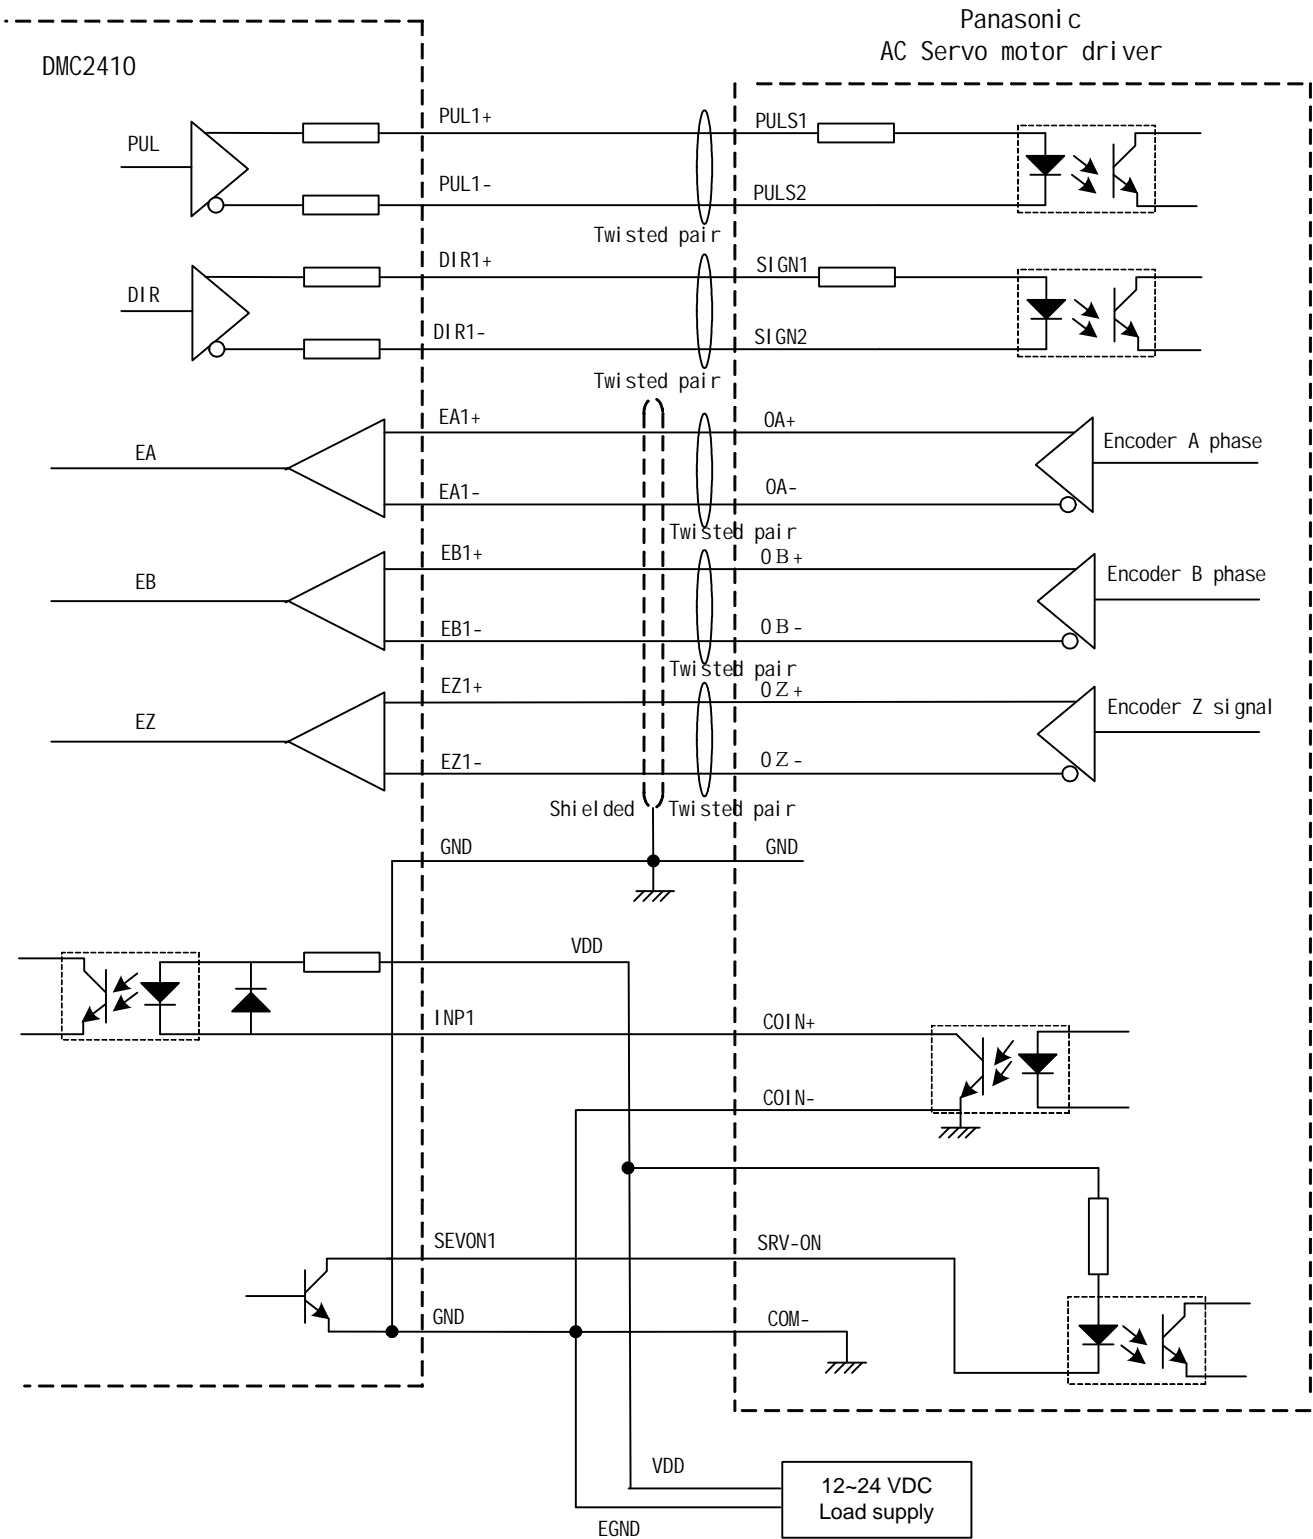 Panasonic
AC Servo motor driver
DMC2410
PUL
PUL1+
PULS1
PUL1-
PULS2
Twisted pair
DIR
DIR1+
SIGN1
DIR1-
SIGN2
Twisted pair
EA
EA1+
OA+
Encoder A phase
EA1-
OA-
Twisted pair
EB
EB1+
OB+
Encoder B phase
EB1-
OB-
Twisted pair
EZ
EZ1+
OZ+
Encoder Z signal
EZ1-
OZ-
Shielded
Twisted pair
GND
GND
VDD
INP1
COIN+
COIN-
SEVON1
SRV-ON
GND
COM-
VDD
12~24 VDC
Load supply
EGND